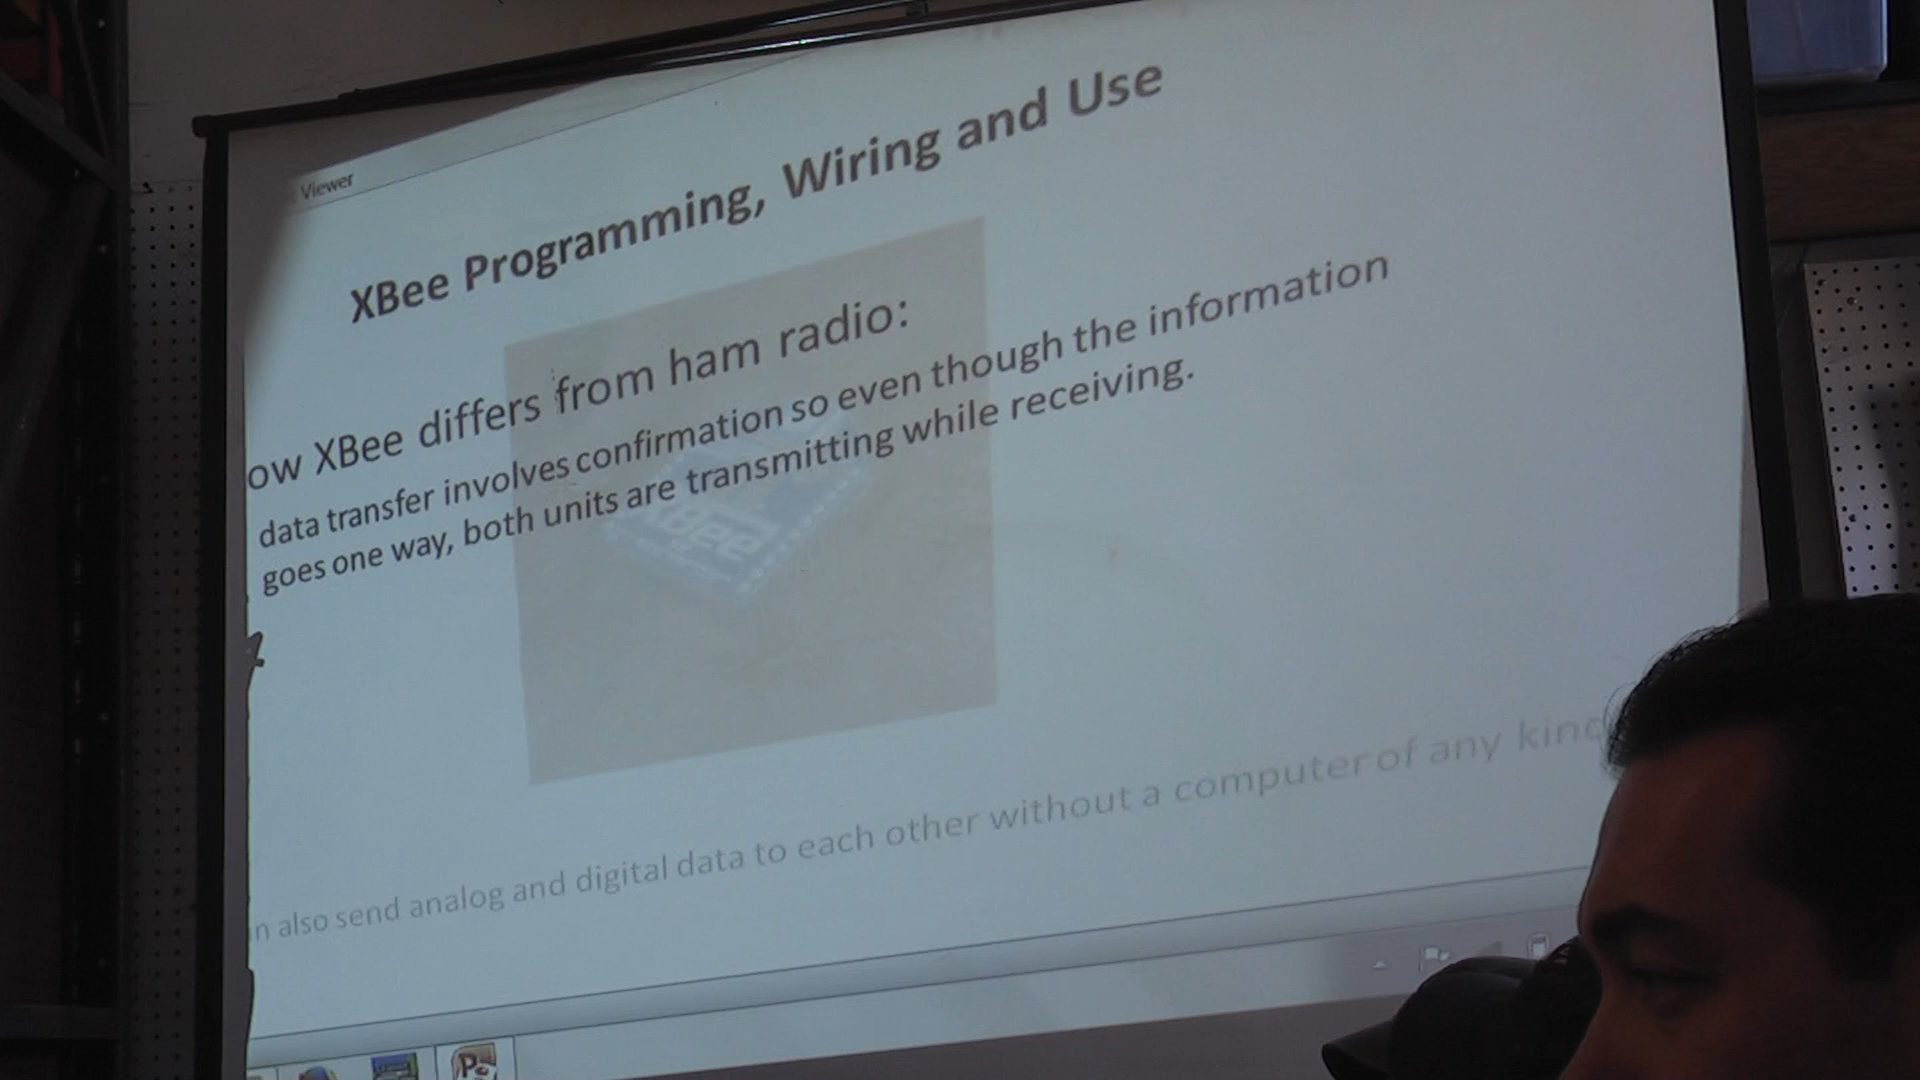 Viewer
XBee Programming, Wiring and Use
ow XBee differs from ham radio:
data transfer involves confirmation so even though the information
goes one way, both units are transmitting while receiving.
XBee
n also send analog and digital data to each other without a computer of any kind